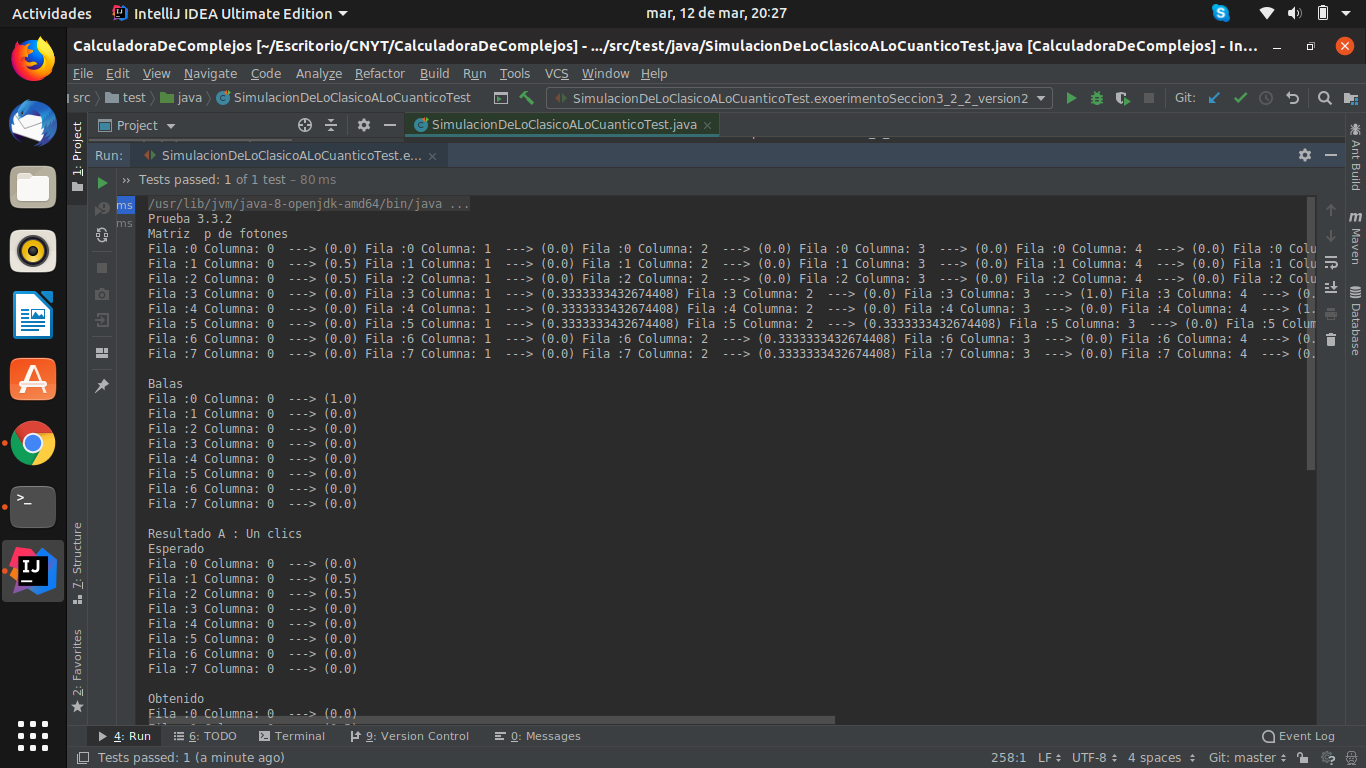 Actividades IntelliJ IDEA Ultimate Edition mar, 12 de mar, 20:27
CalculadoraDeComplejos [~/Escritorio/CNYT/CalculadoraDeComplejos] - .../src/test/java/SimulacionDeLoClasicoALoCuanticoTest.java [CalculadoraDeComplejos] - In...
File Edit View Navigate Code Analyze Refactor Build Run Tools VCS Window Help
src test java SimulacionDeLoClasicoALoCuanticoTest SimulacionDeLoClasicoALoCuanticoTest.exoerimentoSeccion3_2_2_version2 Git:
Project SimulacionDeLoClasicoALoCuanticoTest.java
1: Project
Run: SimulacionDeLoClasicoALoCuanticoTest.e...
Tests passed: 1 of 1 test – 80 ms
ms
ms
/usr/lib/jvm/java-8-openjdk-amd64/bin/java ...
Prueba 3.3.2
Matriz  p de fotones
Fila :0 Columna: 0  ---> (0.0) Fila :0 Columna: 1  ---> (0.0) Fila :0 Columna: 2  ---> (0.0) Fila :0 Columna: 3  ---> (0.0) Fila :0 Columna: 4  ---> (0.0) Fila :0 Colu
Fila :1 Columna: 0  ---> (0.5) Fila :1 Columna: 1  ---> (0.0) Fila :1 Columna: 2  ---> (0.0) Fila :1 Columna: 3  ---> (0.0) Fila :1 Columna: 4  ---> (0.0) Fila :1 Colu
Fila :2 Columna: 0  ---> (0.5) Fila :2 Columna: 1  ---> (0.0) Fila :2 Columna: 2  ---> (0.0) Fila :2 Columna: 3  ---> (0.0) Fila :2 Columna: 4  ---> (0.0) Fila :2 Colu
Fila :3 Columna: 0  ---> (0.0) Fila :3 Columna: 1  ---> (0.3333333432674408) Fila :3 Columna: 2  ---> (0.0) Fila :3 Columna: 3  ---> (1.0) Fila :3 Columna: 4  ---> (0.
Fila :4 Columna: 0  ---> (0.0) Fila :4 Columna: 1  ---> (0.3333333432674408) Fila :4 Columna: 2  ---> (0.0) Fila :4 Columna: 3  ---> (0.0) Fila :4 Columna: 4  ---> (1.
Fila :5 Columna: 0  ---> (0.0) Fila :5 Columna: 1  ---> (0.3333333432674408) Fila :5 Columna: 2  ---> (0.3333333432674408) Fila :5 Columna: 3  ---> (0.0) Fila :5 Colum
Fila :6 Columna: 0  ---> (0.0) Fila :6 Columna: 1  ---> (0.0) Fila :6 Columna: 2  ---> (0.3333333432674408) Fila :6 Columna: 3  ---> (0.0) Fila :6 Columna: 4  ---> (0.
Fila :7 Columna: 0  ---> (0.0) Fila :7 Columna: 1  ---> (0.0) Fila :7 Columna: 2  ---> (0.3333333432674408) Fila :7 Columna: 3  ---> (0.0) Fila :7 Columna: 4  ---> (0.
Balas
Fila :0 Columna: 0  ---> (1.0)
Fila :1 Columna: 0  ---> (0.0)
Fila :2 Columna: 0  ---> (0.0)
Fila :3 Columna: 0  ---> (0.0)
Fila :4 Columna: 0  ---> (0.0)
Fila :5 Columna: 0  ---> (0.0)
Fila :6 Columna: 0  ---> (0.0)
Fila :7 Columna: 0  ---> (0.0)
Resultado A : Un clics
Esperado
Fila :0 Columna: 0  ---> (0.0)
Fila :1 Columna: 0  ---> (0.5)
Fila :2 Columna: 0  ---> (0.5)
Fila :3 Columna: 0  ---> (0.0)
Fila :4 Columna: 0  ---> (0.0)
Fila :5 Columna: 0  ---> (0.0)
Fila :6 Columna: 0  ---> (0.0)
Fila :7 Columna: 0  ---> (0.0)
Obtenido
Fila :0 Columna: 0  ---> (0.0)
7: Structure
2: Favorites
Ant Build
Maven
Database
4: Run 6: TODO Terminal 9: Version Control 0: Messages Event Log
Tests passed: 1 (a minute ago) 258:1 LF UTF-8 4 spaces Git: master